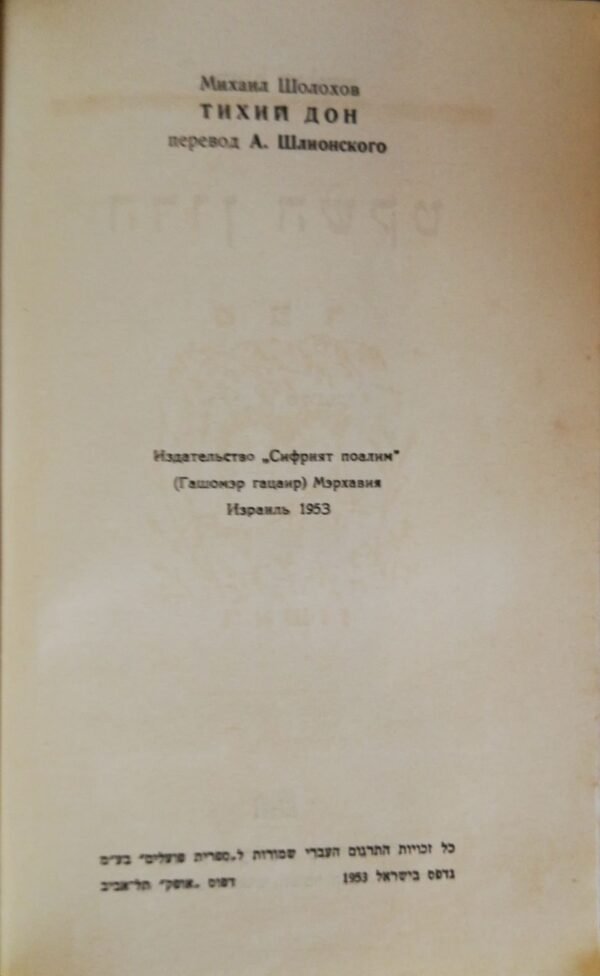 Михаил Шолохов
ТИХИЙ ДОН
перевод А. Шлионского
Издательство „Сифрият поалим"
(Гашомэр гацаир) Мэрхавия
Израиль 1953
כל זכויות התרגום העברי שמורות ל„ספרית פועלים" בע״מ
נדפס בישראל 1953 דפוס „אופק" תל־אביב